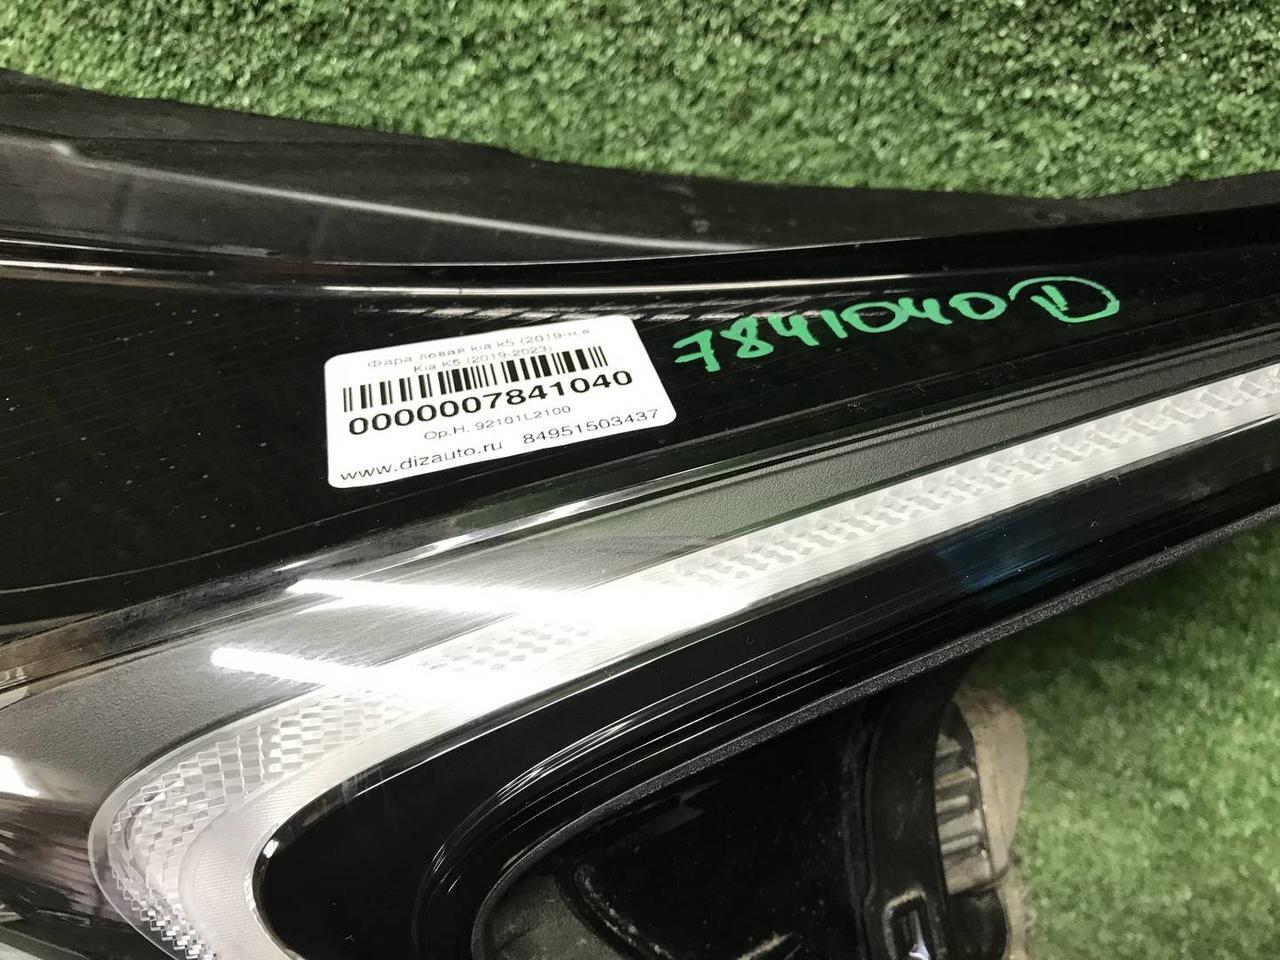 Фара левая kia k5 (2019-н.в
Kia K5 (2019-2023)
0000007841040
Ор.Н. 92101L2100
www.dizauto.ru 84951503437
7841040